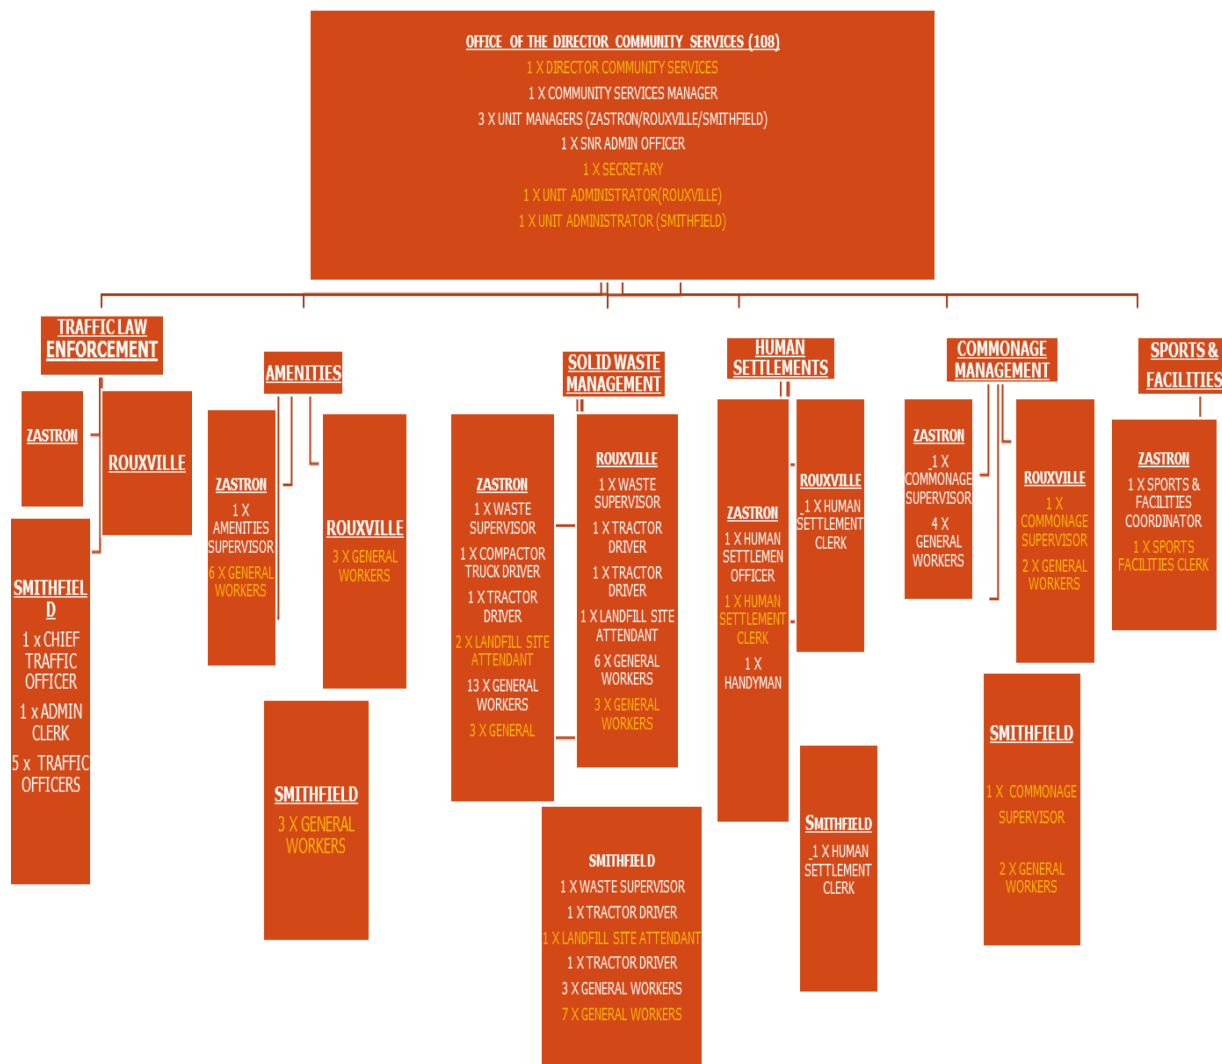 OFFICE OF THE DIRECTOR COMMUNITY SERVICES (108)
1 X DIRECTOR COMMUNITY SERVICES
1 X COMMUNITY SERVICES MANAGER
3 X UNIT MANAGERS (ZASTRON/ROUXVILLE/SMITHFIELD)
1 X SNR ADMIN OFFICER
1 X SECRETARY
1 X UNIT ADMINISTRATOR(ROUXVILLE)
1 X UNIT ADMINISTRATOR (SMITHFIELD)
TRAFFIC LAW
ENFORCEMENT
ZASTRON
ROUXVILLE
SMITHFIEL
D
1 x CHIEF
TRAFFIC
OFFICER
1 x ADMIN
CLERK
5 x TRAFFIC
OFFICERS
AMENITIES
ZASTRON
1 X
AMENITIES
SUPERVISOR
6 X GENERAL
WORKERS
ROUXVILLE
3 X GENERAL
WORKERS
SMITHFIELD
3 X GENERAL
WORKERS
SOLID WASTE
MANAGEMENT
ZASTRON
1 X WASTE
SUPERVISOR
1 X COMPACTOR
TRUCK DRIVER
1 X TRACTOR
DRIVER
2 X LANDFILL SITE
ATTENDANT
13 X GENERAL
WORKERS
3 X GENERAL
ROUXVILLE
1 X WASTE
SUPERVISOR
1 X TRACTOR
DRIVER
1 X TRACTOR
DRIVER
1 X LANDFILL SITE
ATTENDANT
6 X GENERAL
WORKERS
3 X GENERAL
WORKERS
SMITHFIELD
1 X WASTE SUPERVISOR
1 X TRACTOR DRIVER
1 X LANDFILL SITE ATTENDANT
1 X TRACTOR DRIVER
3 X GENERAL WORKERS
7 X GENERAL WORKERS
HUMAN
SETTLEMENTS
ZASTRON
1 X HUMAN
SETTLEMEN
OFFICER
1 X HUMAN
SETTLEMENT
CLERK
1 X
HANDYMAN
ROUXVILLE
1 X HUMAN
SETTLEMENT
CLERK
SMITHFIELD
1 X HUMAN
SETTLEMENT
CLERK
COMMONAGE
MANAGEMENT
ZASTRON
1 X
COMMONAGE
SUPERVISOR
4 X
GENERAL
WORKERS
ROUXVILLE
1 X
COMMONAGE
SUPERVISOR
2 X GENERAL
WORKERS
SMITHFIELD
1 X COMMONAGE
SUPERVISOR
2 X GENERAL
WORKERS
SPORTS &
FACILITIES
ZASTRON
1 X SPORTS &
FACILITIES
COORDINATOR
1 X SPORTS
FACILITIES CLERK